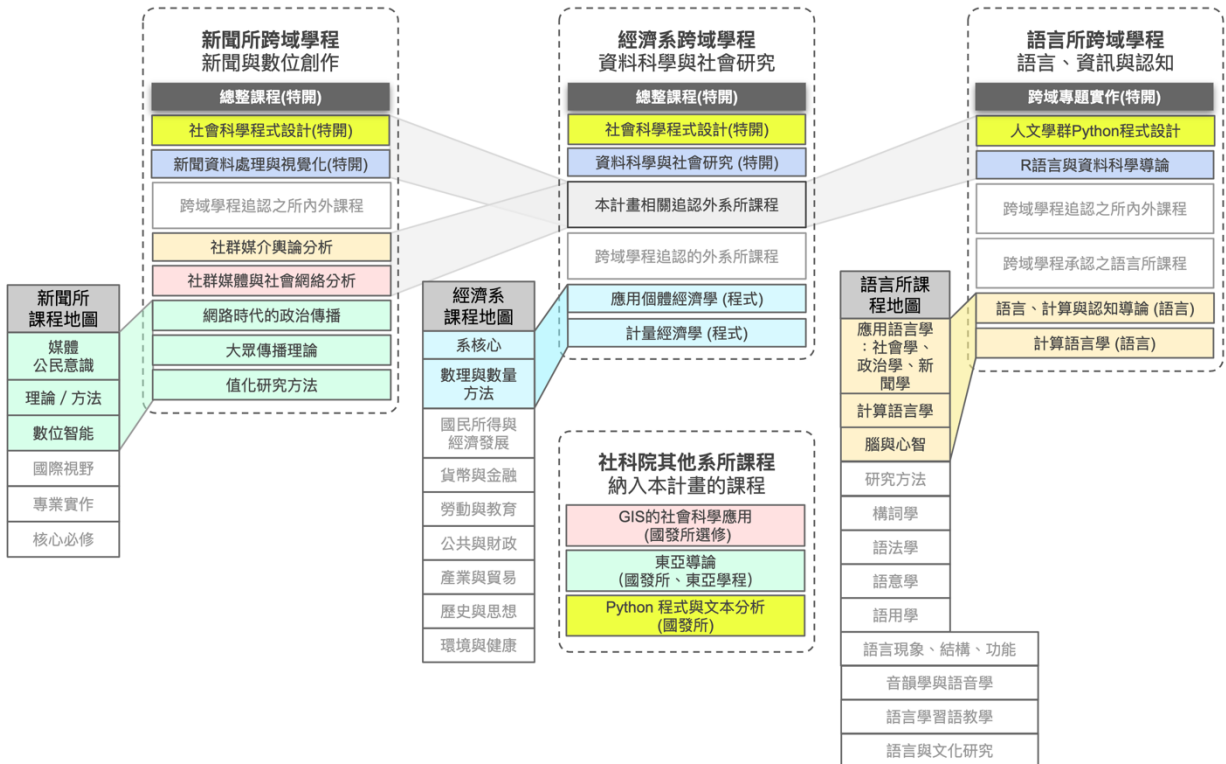 新聞所跨域學程
新聞與數位創作
總整課程(特開)
社會科學程式設計(特開)
新聞資料處理與視覺化(特開)
跨域學程追認之所內外課程
社群媒介輿論分析
社群媒體與社會網絡分析
網路時代的政治傳播
大眾傳播理論
值化研究方法
新聞所
課程地圖
媒體
公民意識
理論 / 方法
數位智能
國際視野
專業實作
核心必修
經濟系跨域學程
資料科學與社會研究
總整課程(特開)
社會科學程式設計(特開)
資料科學與社會研究 (特開)
本計畫相關追認外系所課程
跨域學程追認的外系所課程
應用個體經濟學 (程式)
計量經濟學 (程式)
經濟系
課程地圖
系核心
數理與數量
方法
國民所得與
經濟發展
貨幣與金融
勞動與教育
公共與財政
產業與貿易
歷史與思想
環境與健康
社科院其他系所課程
納入本計畫的課程
GIS的社會科學應用
(國發所選修)
東亞導論
(國發所、東亞學程)
Python 程式與文本分析
(國發所)
語言所跨域學程
語言、資訊與認知
跨域專題實作(特開)
人文學群Python程式設計
R語言與資料科學導論
跨域學程追認之所內外課程
跨域學程承認之語言所課程
語言、計算與認知導論 (語言)
計算語言學 (語言)
語言所課
程地圖
應用語言學
：社會學、
政治學、新
聞學
計算語言學
腦與心智
研究方法
構詞學
語法學
語意學
語用學
語言現象、結構、功能
音韻學與語音學
語言學習語教學
語言與文化研究